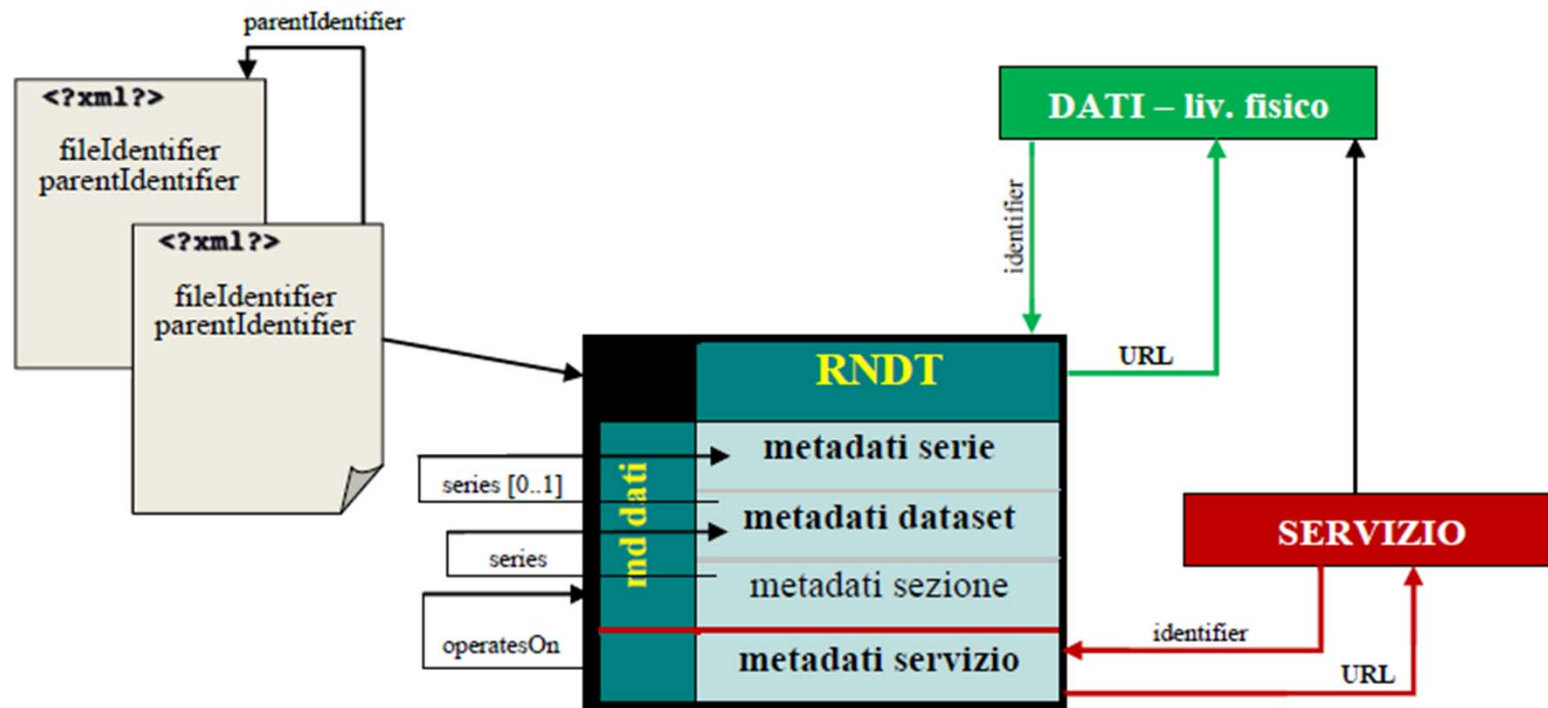 parentIdentifier
<?xml?>
fileIdentifier
parentIdentifier
<?xml?>
fileIdentifier
parentIdentifier
DATI – liv. fisico
identifier
URL
RNDT
md dati
metadati serie
series [0..1]
metadati dataset
series
metadati sezione
operatesOn
metadati servizio
SERVIZIO
identifier
URL